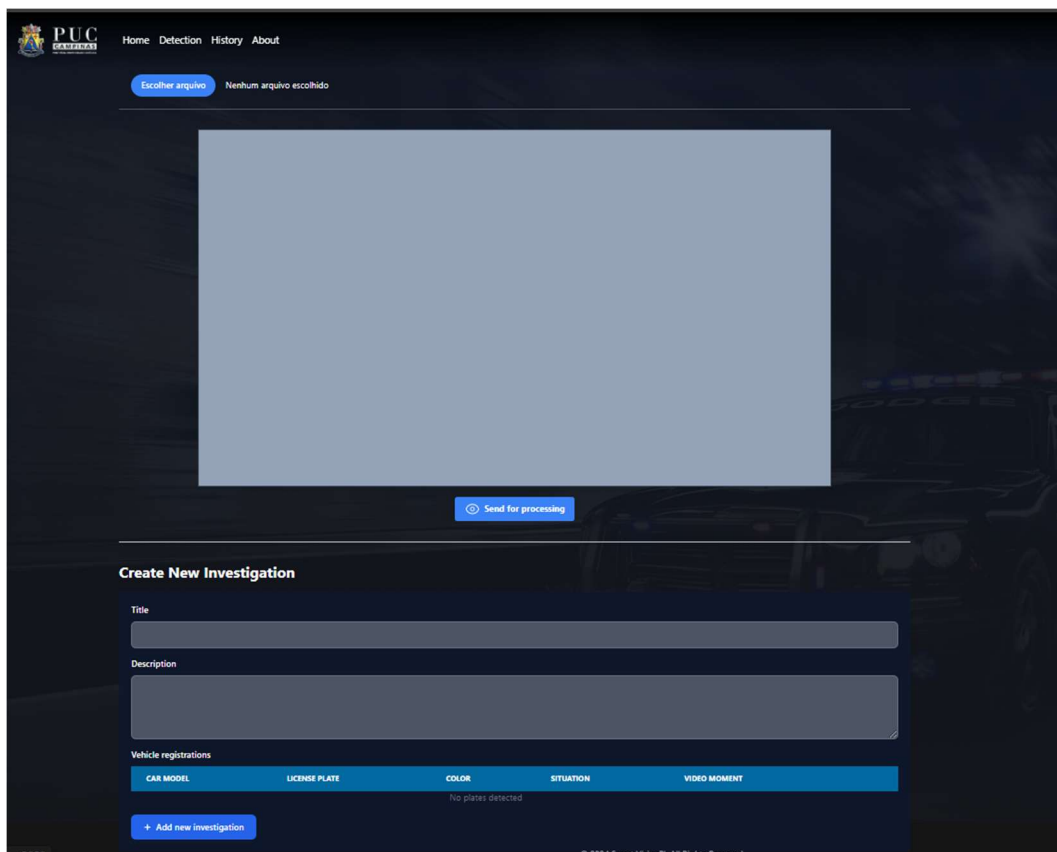 PUC
CAMPINAS
Home Detection History About
Escolher arquivo Nenhum arquivo escolhido
DODGE
Send for processing
Create New Investigation
Title
Description
Vehicle registrations
CAR MODEL LICENSE PLATE COLOR SITUATION VIDEO MOMENT
No plates detected
+ Add new investigation